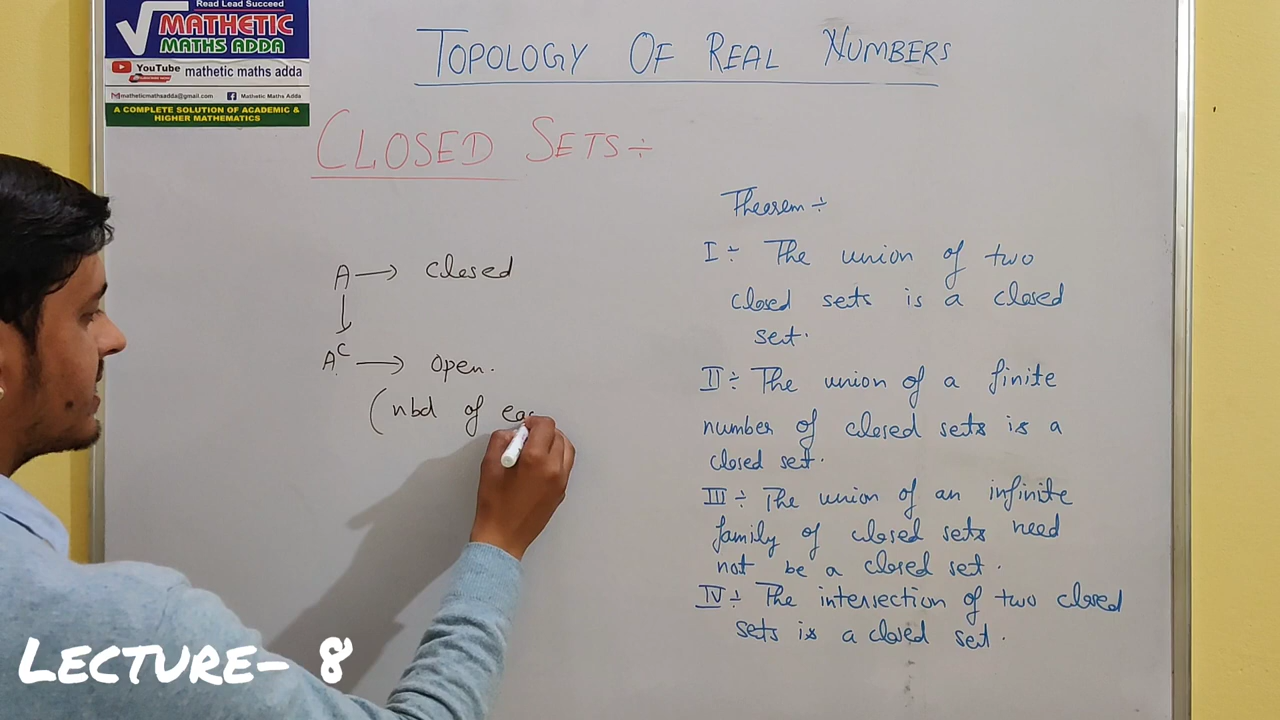 Read Lead Succeed
MATHETIC
MATHS ADDA
YouTube mathetic maths adda
matheticmathsadda@gmail.com Mathetic Maths Adda
A COMPLETE SOLUTION OF ACADEMIC &
HIGHER MATHEMATICS
TOPOLOGY OF REAL NUMBERS
CLOSED SETS ÷
A → closed
↓
Aᶜ → open.
(nbd of ea
Theorem ÷
I ÷ The union of two
closed sets is a closed
set.
II ÷ The union of a finite
number of closed sets is a
closed set.
III ÷ The union of an infinite
family of closed sets need
not be a closed set.
IV ÷ The intersection of two closed
sets is a closed set.
LECTURE- 8